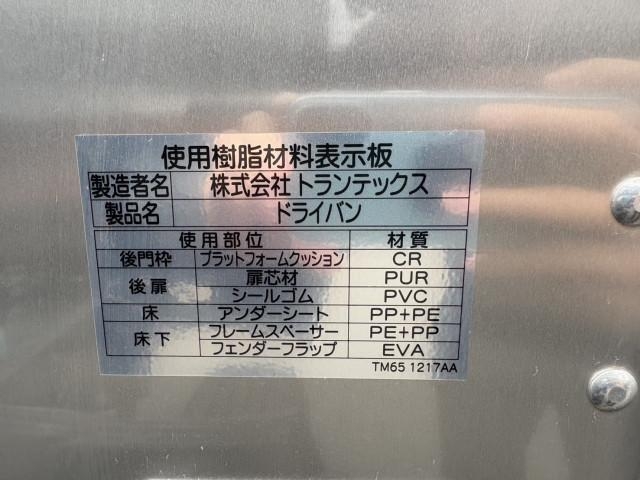 使用樹脂材料表示板
製造者名 株式会社 トランテックス
製品名 ドライバン
使用部位 材質
後門枠 プラットフォームクッション CR
後扉 扉芯材 PUR
シールゴム PVC
床 アンダーシート PP+PE
床下 フレームスペーサー PE+PP
フェンダーフラップ EVA
TM65 1217AA